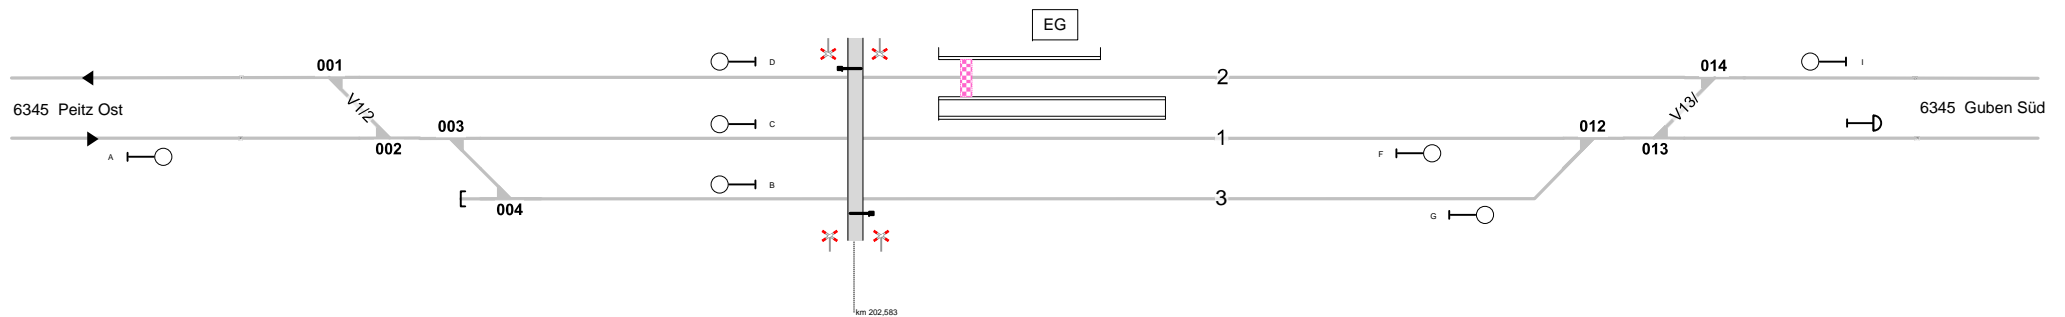 EG
001
D
2
014
I
6345 Peitz Ost
V1/2
003
C
V13/
6345 Guben Süd
002
1
012
013
A
F
B
004
3
G
km 202,583